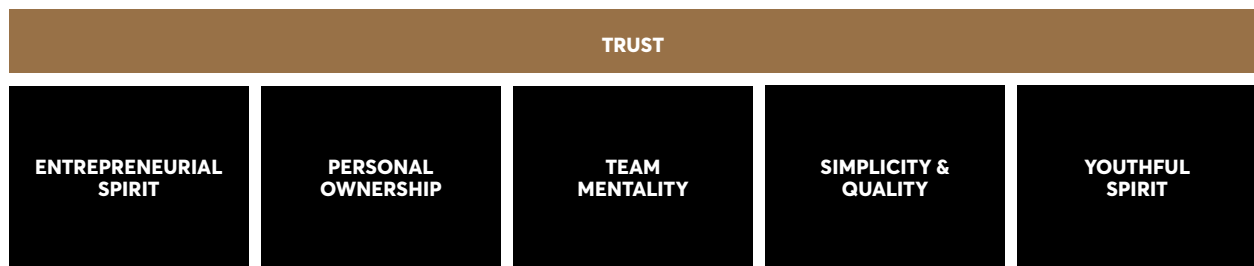 TRUST
ENTREPRENEURIAL
SPIRIT
PERSONAL
OWNERSHIP
TEAM
MENTALITY
SIMPLICITY &
QUALITY
YOUTHFUL
SPIRIT